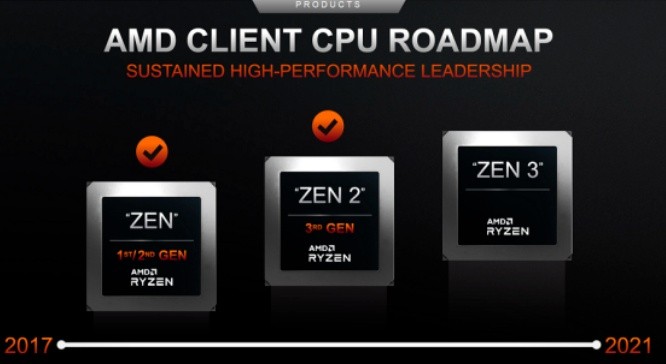 PRODUCTS
AMD CLIENT CPU ROADMAP
SUSTAINED HIGH-PERFORMANCE LEADERSHIP
"ZEN"
1ST/2ND GEN
AMD
RYZEN
"ZEN 2"
3RD GEN
AMD
RYZEN
"ZEN 3"
AMD
RYZEN
2017
2021